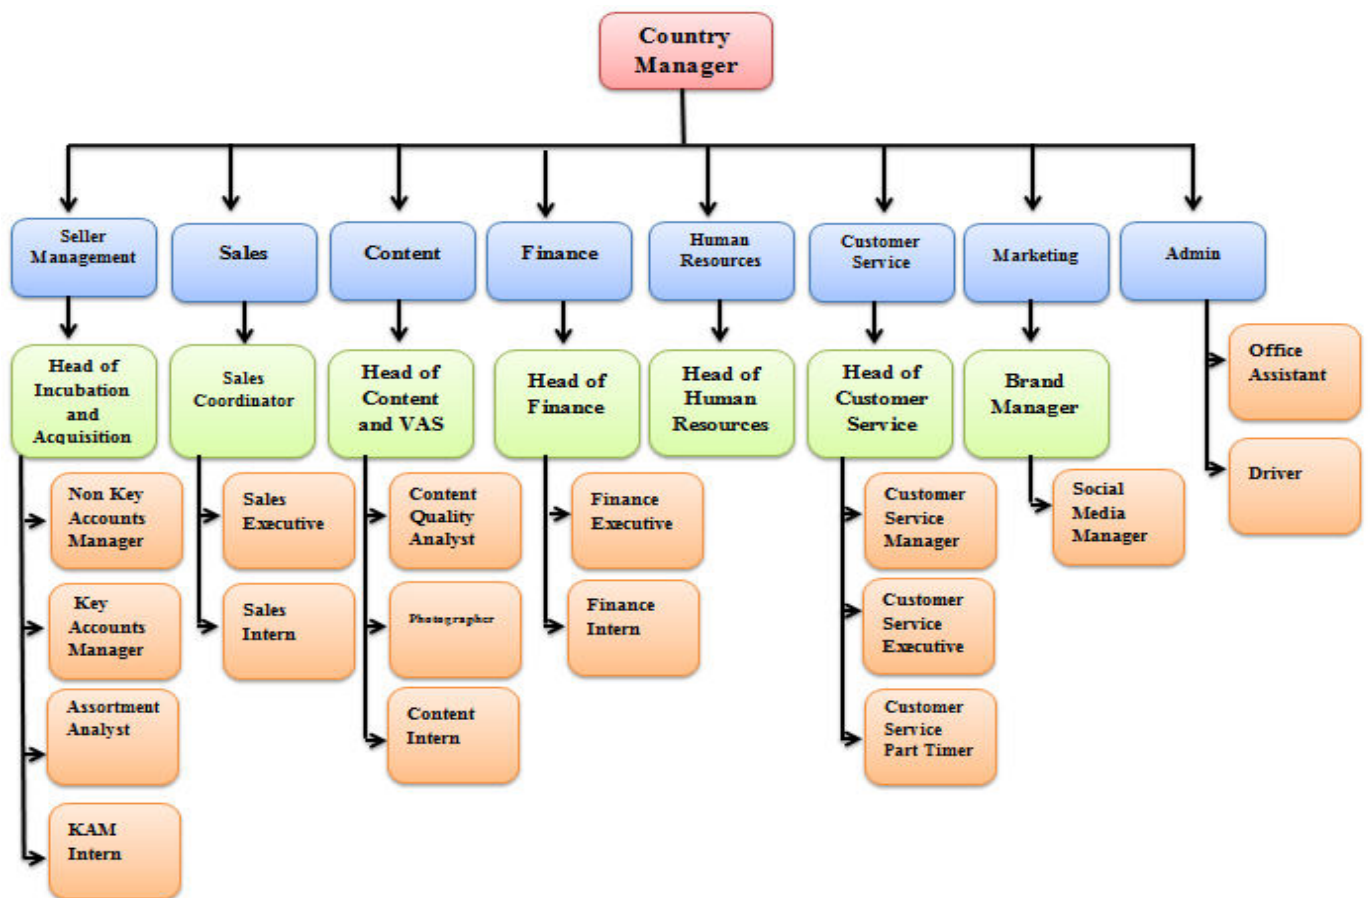 Country
Manager
Seller
Management
Sales
Content
Finance
Human
Resources
Customer
Service
Marketing
Admin
Head of
Incubation
and
Acquisition
Sales
Coordinator
Head of
Content
and VAS
Head of
Finance
Head of
Human
Resources
Head of
Customer
Service
Brand
Manager
Office
Assistant
Driver
Non Key
Accounts
Manager
Key
Accounts
Manager
Assortment
Analyst
KAM
Intern
Sales
Executive
Sales
Intern
Content
Quality
Analyst
Photographer
Content
Intern
Finance
Executive
Finance
Intern
Customer
Service
Manager
Customer
Service
Executive
Customer
Service
Part Timer
Social
Media
Manager